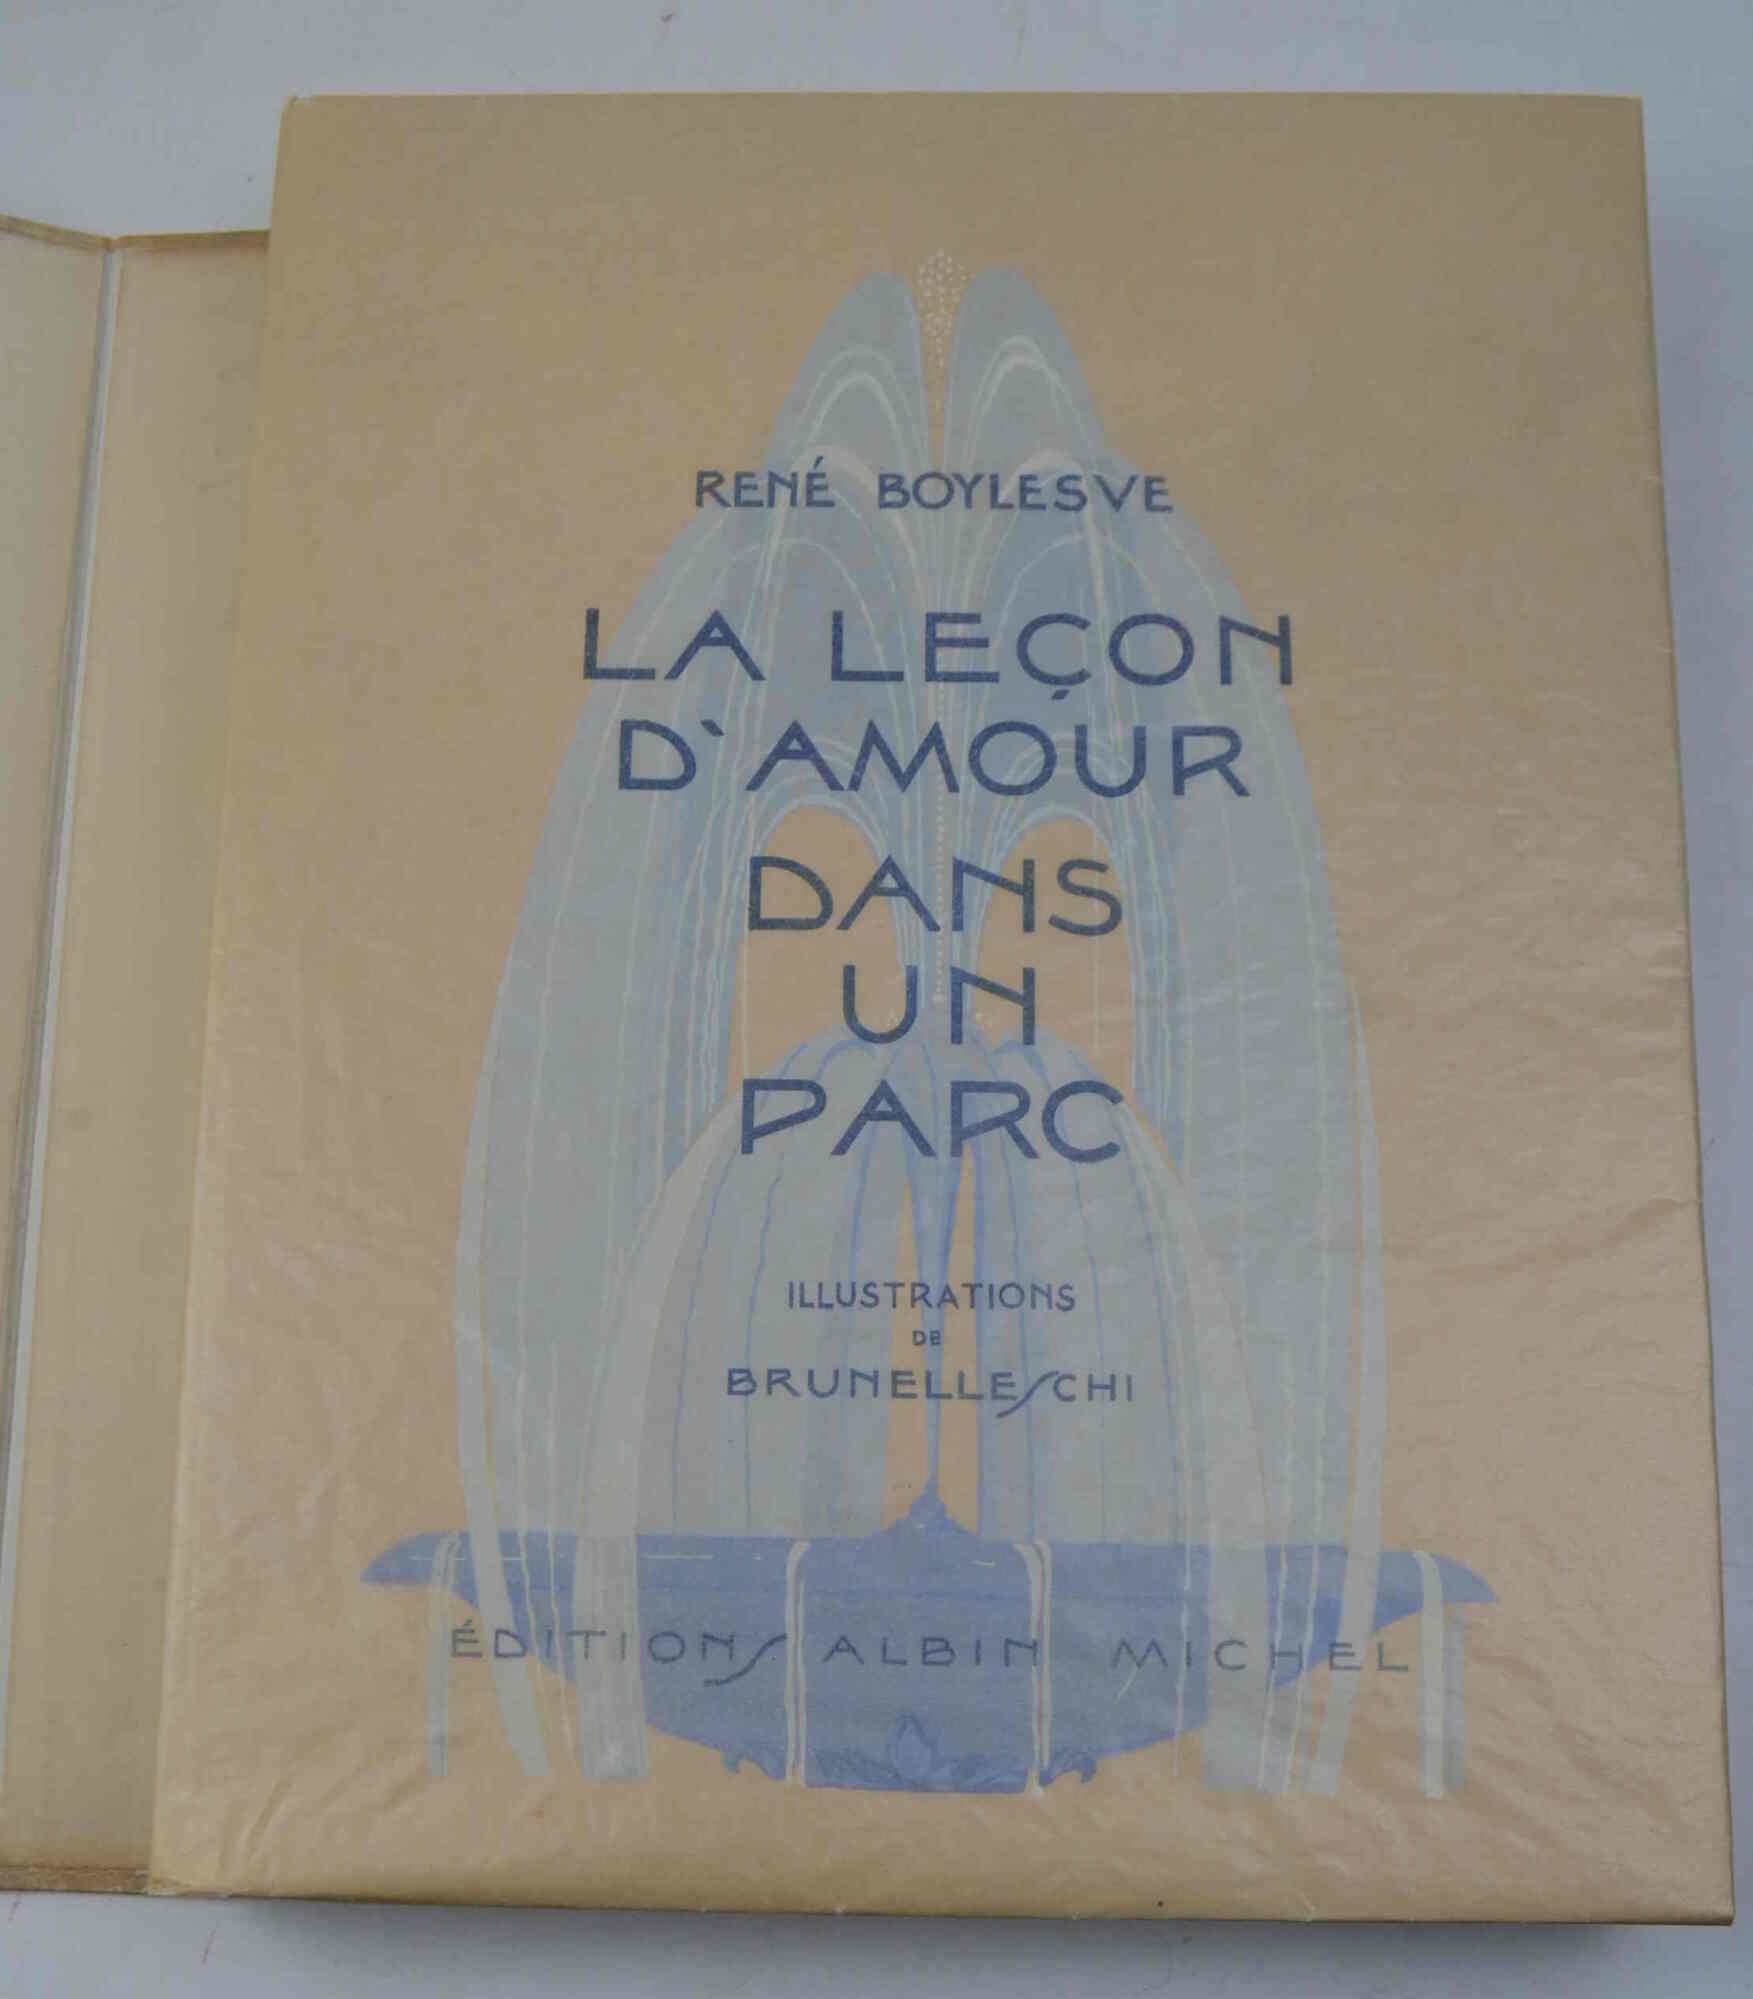 RENÉ BOYLESVE
LA LEÇON
D'AMOUR
DANS
UN
PARC
ILLUSTRATIONS
DE
BRUNELLESCHI
ÉDITIONS ALBIN MICHEL